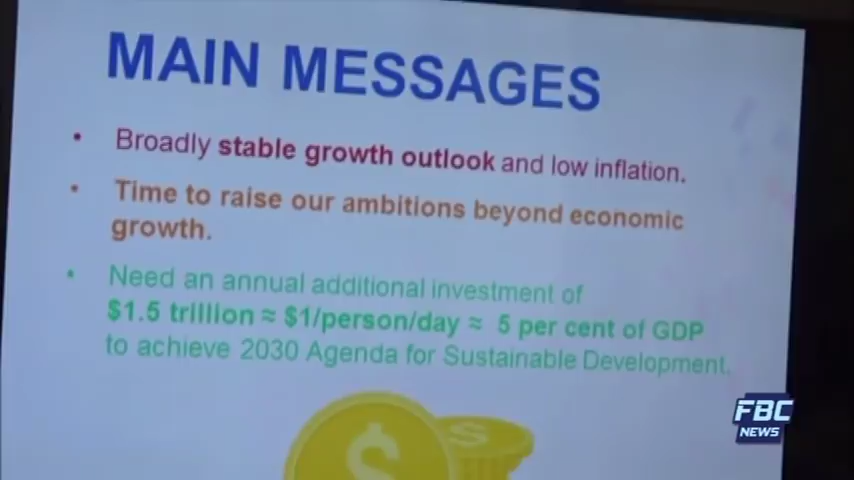 MAIN MESSAGES
• Broadly stable growth outlook and low inflation.
• Time to raise our ambitions beyond economic
growth.
• Need an annual additional investment of
$1.5 trillion ≈ $1/person/day ≈ 5 per cent of GDP
to achieve 2030 Agenda for Sustainable Development.
$ $
FBC
NEWS